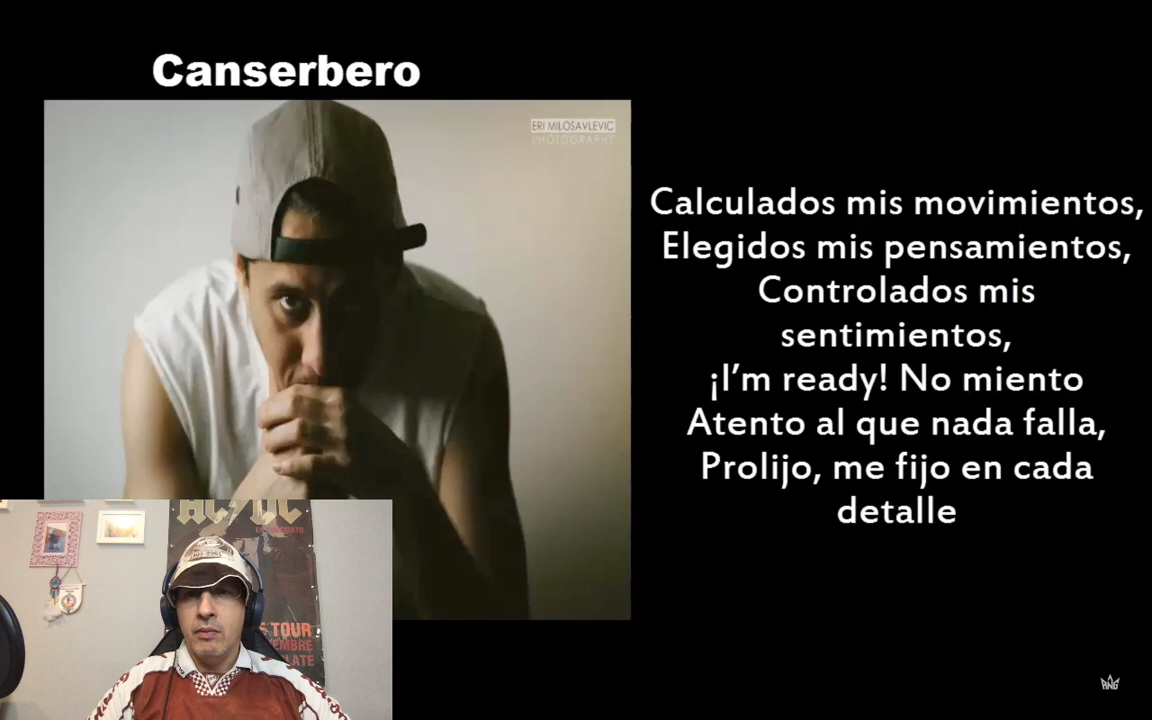 Canserbero
ERI MILOSAVLEVIC
PHOTOGRAPHY
Calculados mis movimientos,
Elegidos mis pensamientos,
Controlados mis
sentimientos,
¡I'm ready! No miento
Atento al que nada falla,
Prolijo, me fijo en cada
detalle
AC/DC
TOUR